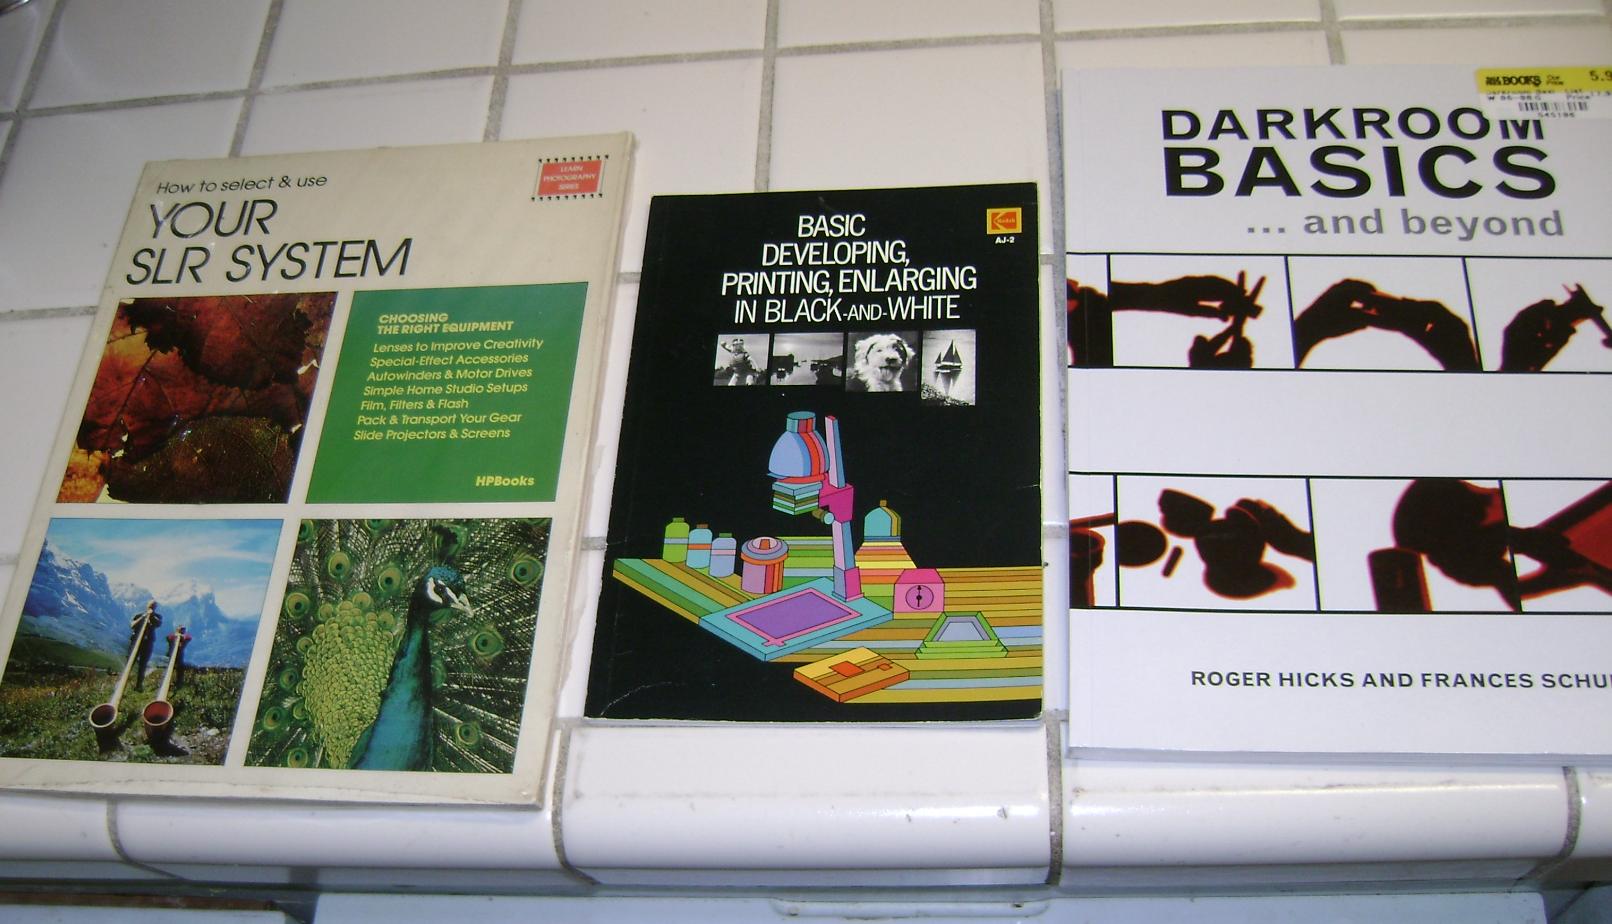 How to select & use
YOUR
SLR SYSTEM
LEARN
PHOTOGRAPHY
SERIES
CHOOSING
THE RIGHT EQUIPMENT
Lenses to Improve Creativity
Special-Effect Accessories
Autowinders & Motor Drives
Simple Home Studio Setups
Film, Filters & Flash
Pack & Transport Your Gear
Slide Projectors & Screens
HPBooks
BASIC
DEVELOPING,
PRINTING, ENLARGING
IN BLACK-AND-WHITE
Kodak
AJ-2
BOOKS Our Price 5.9
545196
DARKROOM
BASICS
... and beyond
ROGER HICKS AND FRANCES SCHU